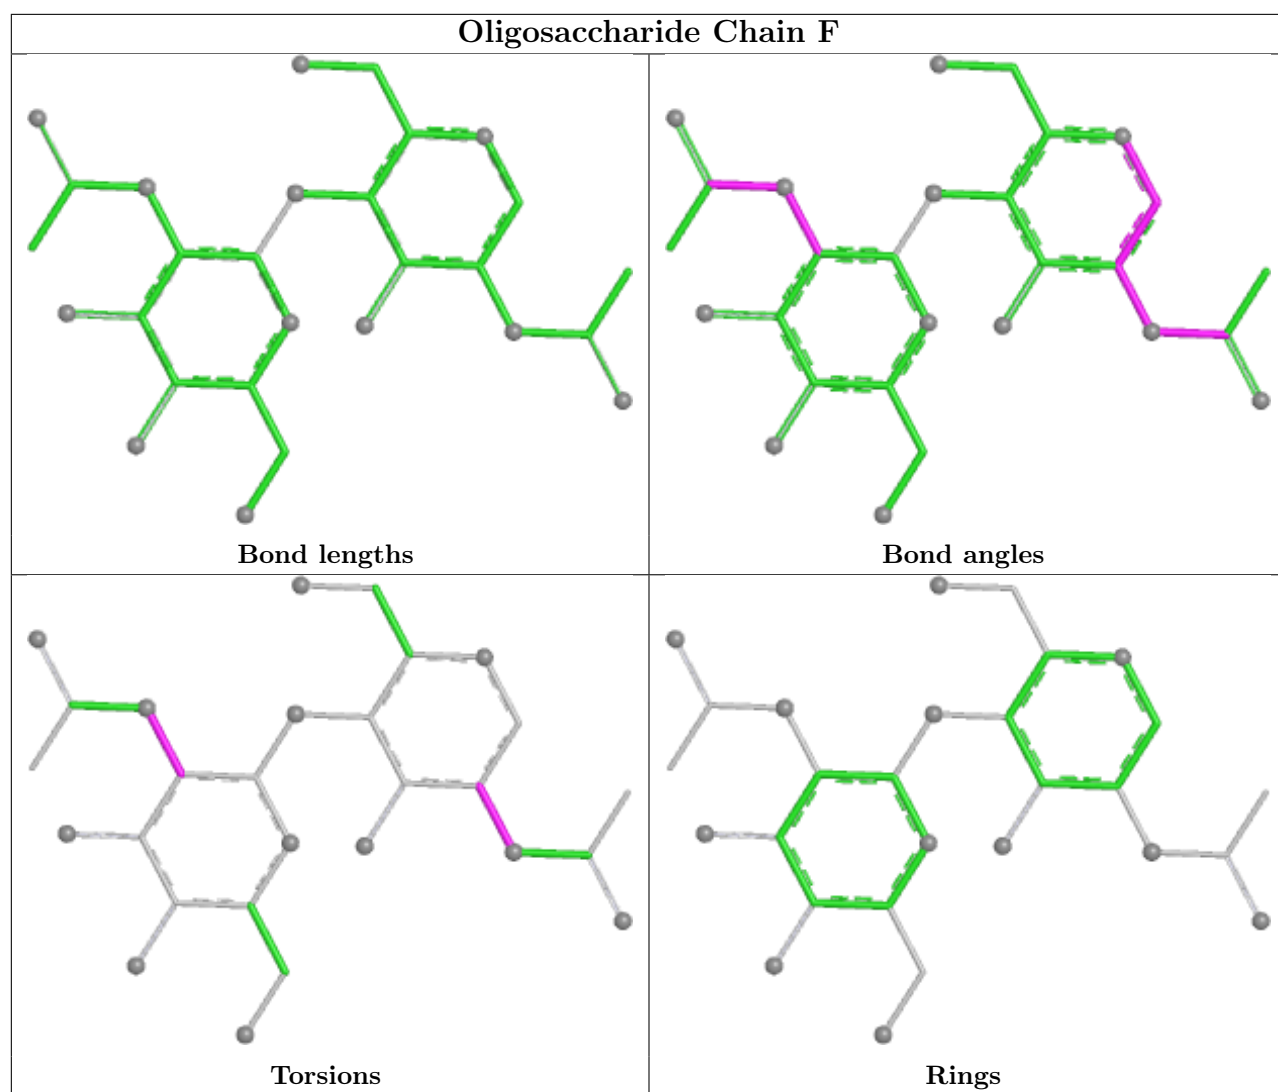 Oligosaccharide Chain F
Bond lengths
Bond angles
Torsions
Rings